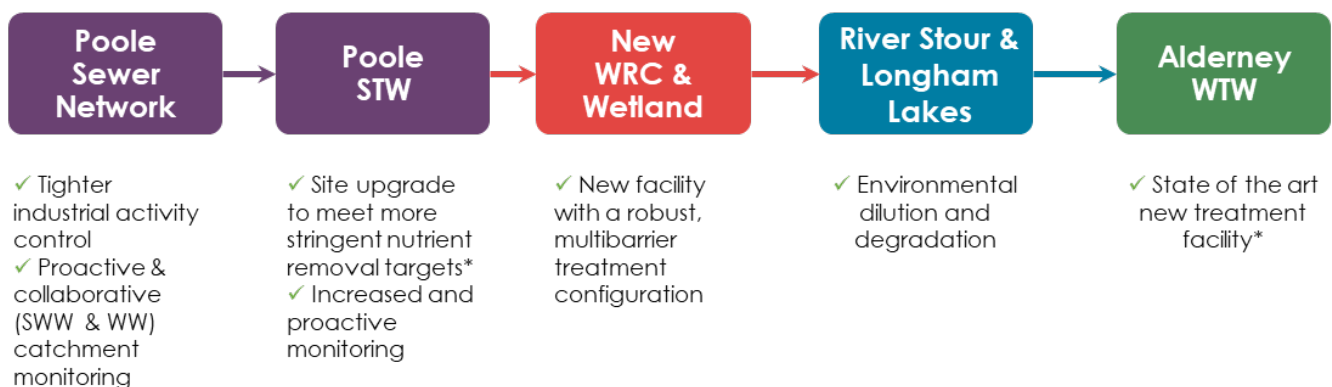 Poole
Sewer
Network
Poole
STW
New
WRC &
Wetland
River Stour &
Longham
Lakes
Alderney
WTW
✓ Tighter
industrial activity
control
✓ Proactive &
collaborative
(SWW & WW)
catchment
monitoring
✓ Site upgrade
to meet more
stringent nutrient
removal targets*
✓ Increased and
proactive
monitoring
✓ New facility
with a robust,
multibarrier
treatment
configuration
✓ Environmental
dilution and
degradation
✓ State of the art
new treatment
facility*